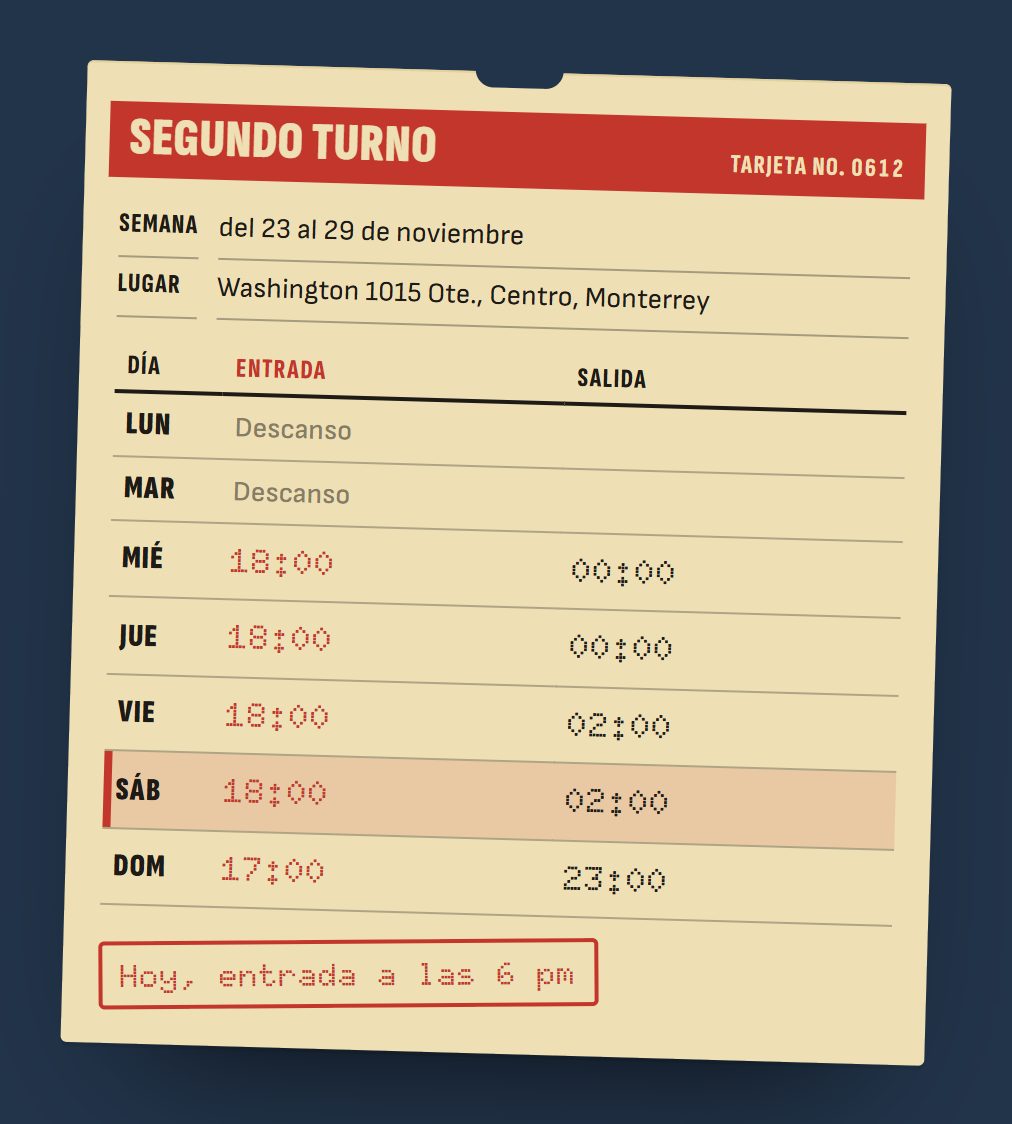 SEGUNDO TURNO TARJETA NO. 0612
SEMANA del 23 al 29 de noviembre
LUGAR Washington 1015 Ote., Centro, Monterrey
DÍA ENTRADA SALIDA
LUN Descanso
MAR Descanso
MIÉ 18:00 00:00
JUE 18:00 00:00
VIE 18:00 02:00
SÁB 18:00 02:00
DOM 17:00 23:00
Hoy, entrada a las 6 pm